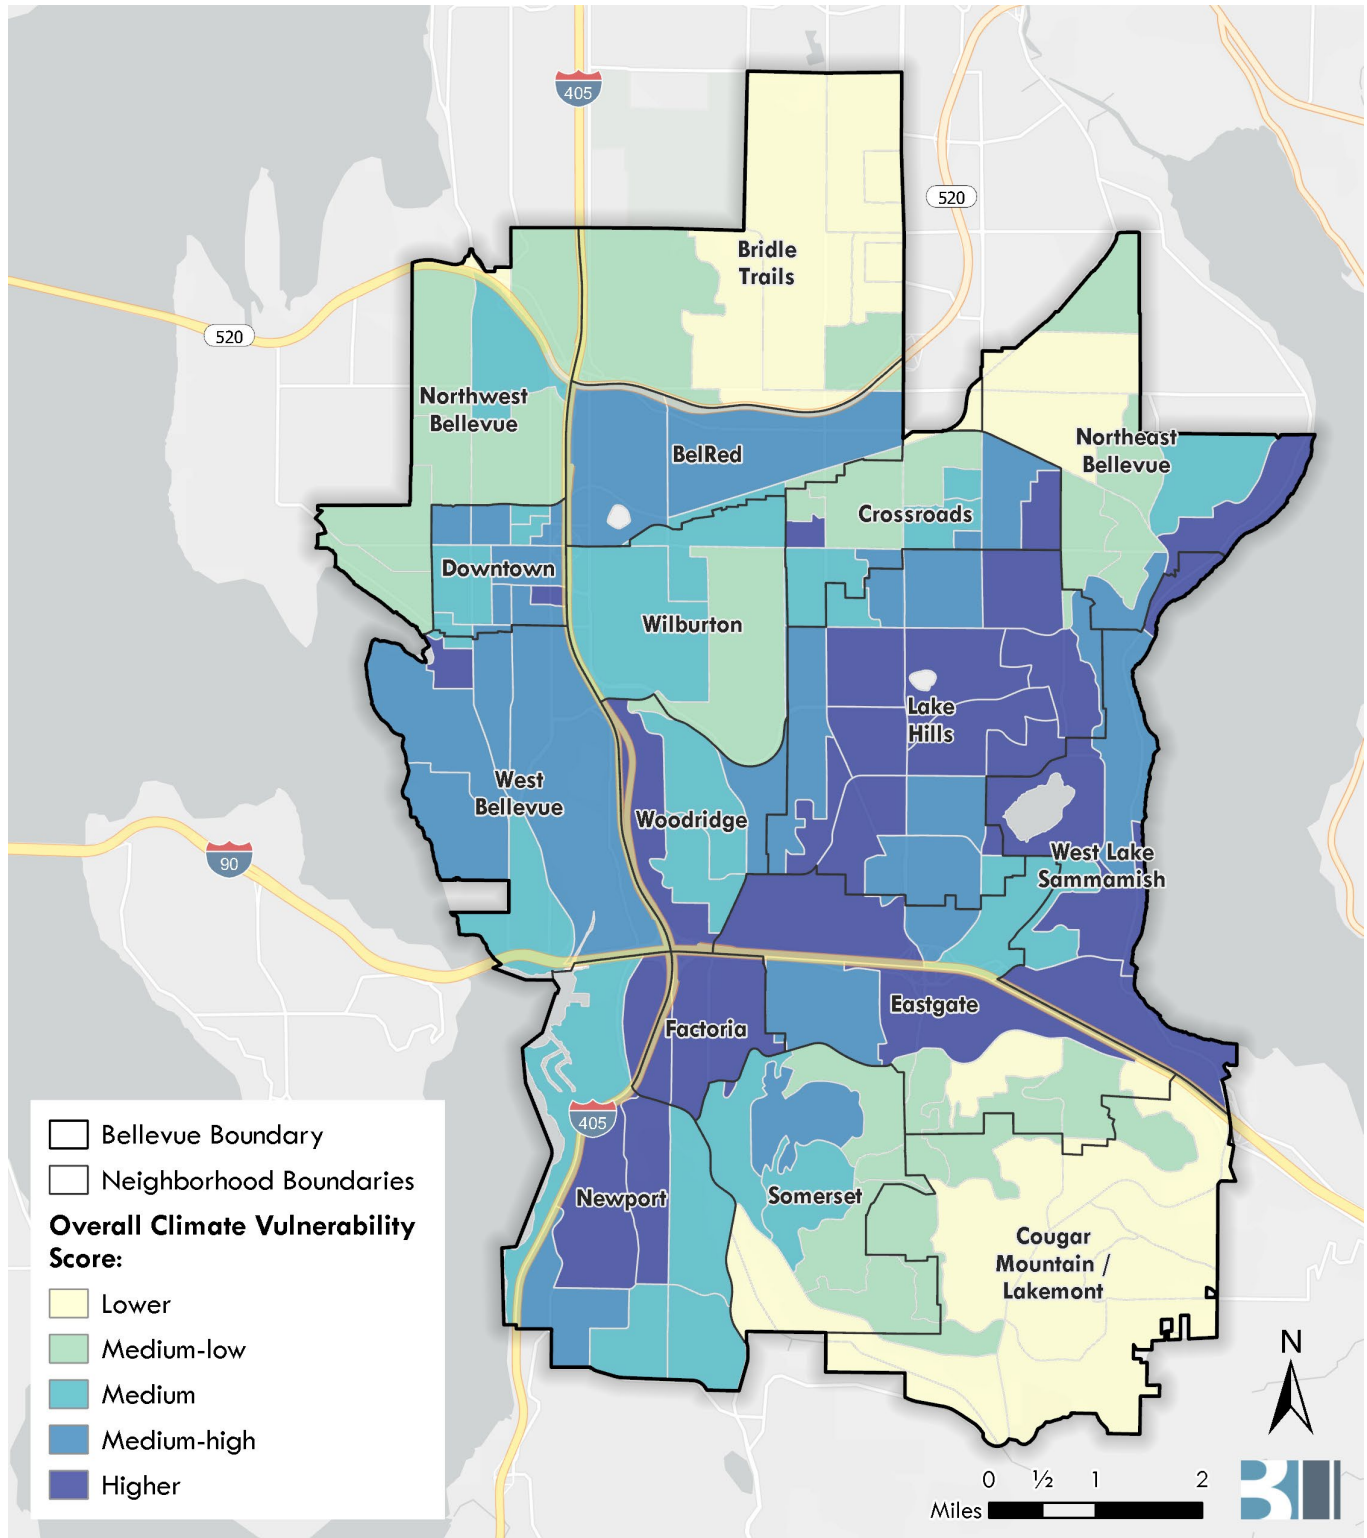 405
520
Bridle
Trails
520
Northwest
Bellevue
BelRed
Northeast
Bellevue
Crossroads
Downtown
Wilburton
Lake
Hills
West
Bellevue
Woodridge
90
West Lake
Sammamish
Eastgate
Factoria
405
Newport
Somerset
Cougar
Mountain /
Lakemont
Bellevue Boundary
Neighborhood Boundaries
Overall Climate Vulnerability
Score:
Lower
Medium-low
Medium
Medium-high
Higher
N
0 ½ 1 2
Miles